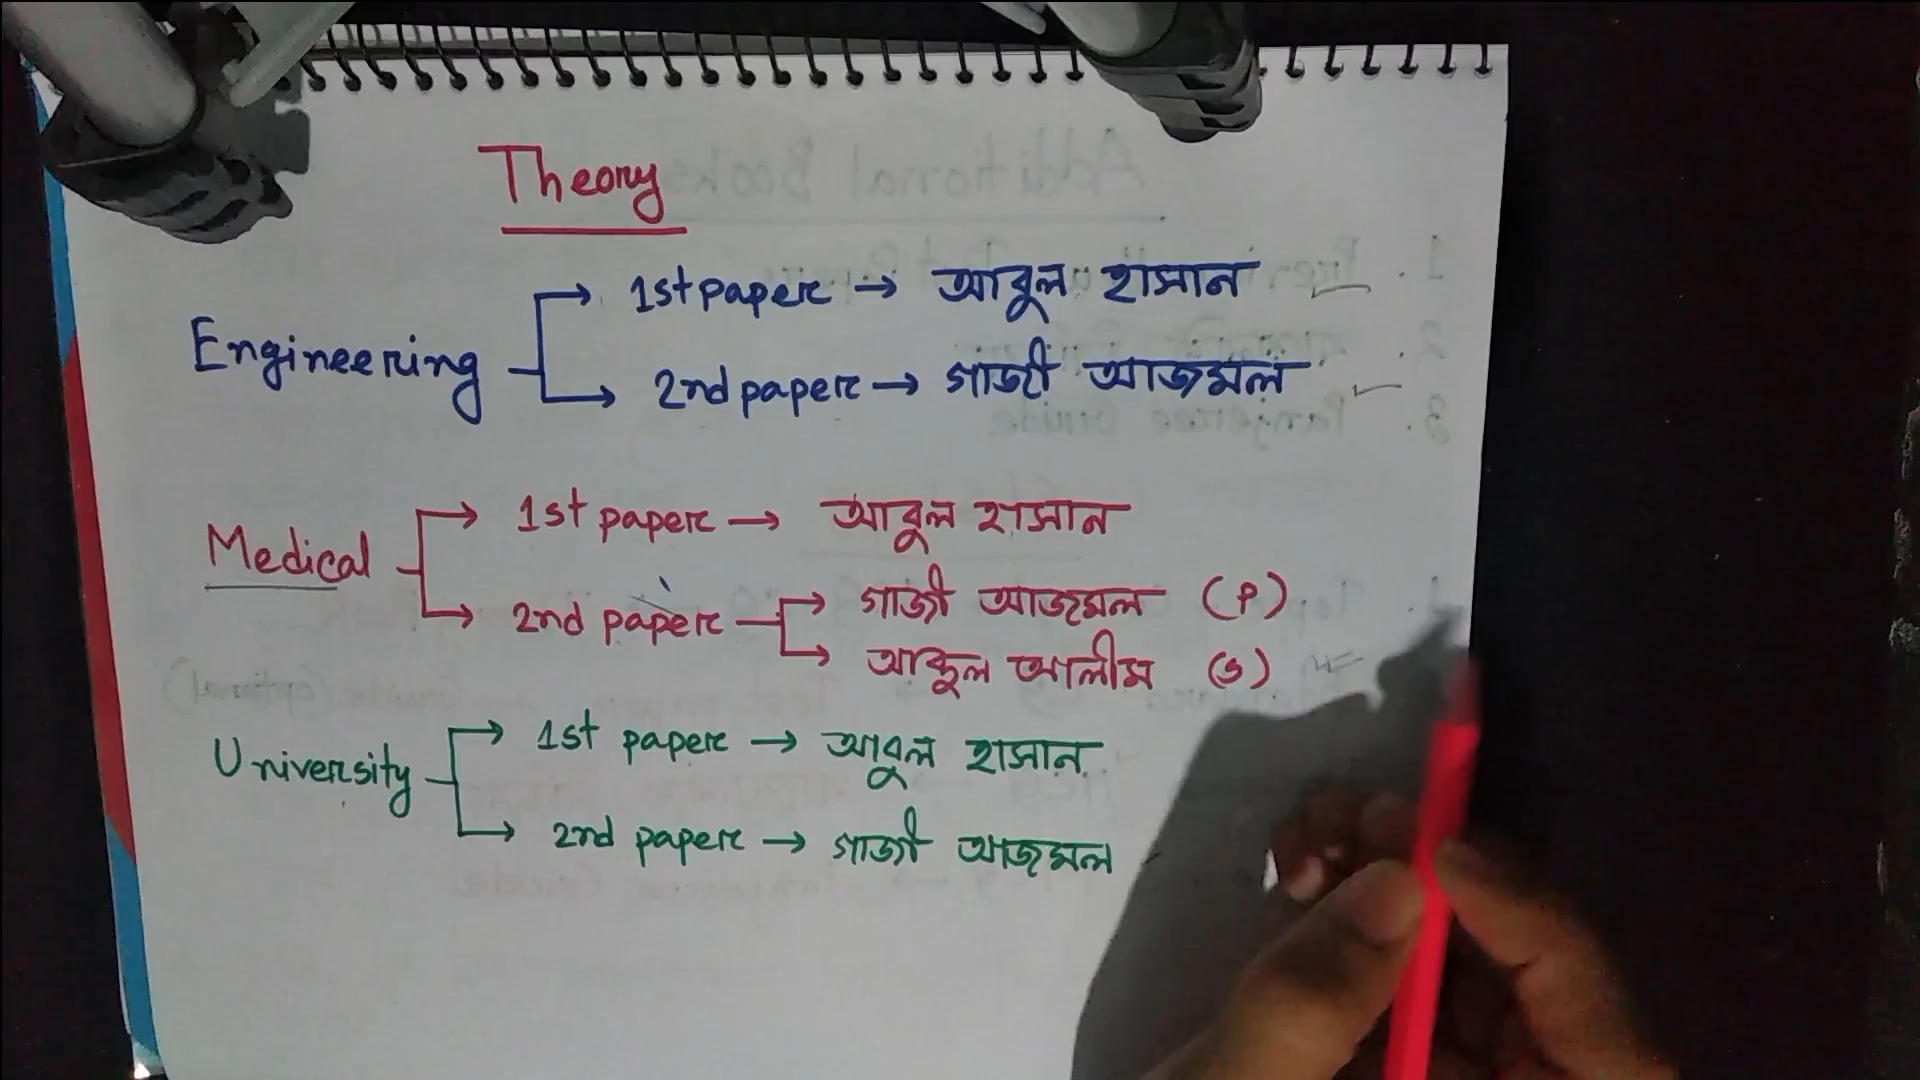 Theory
Engineering
1st paper → আবুল হাসান
2nd paper → গাজী আজমল
Medical
1st paper → আবুল হাসান
2nd paper
গাজী আজমল (P)
আব্দুল আলীম (S)
University
1st paper → আবুল হাসান
2nd paper → গাজী আজমল